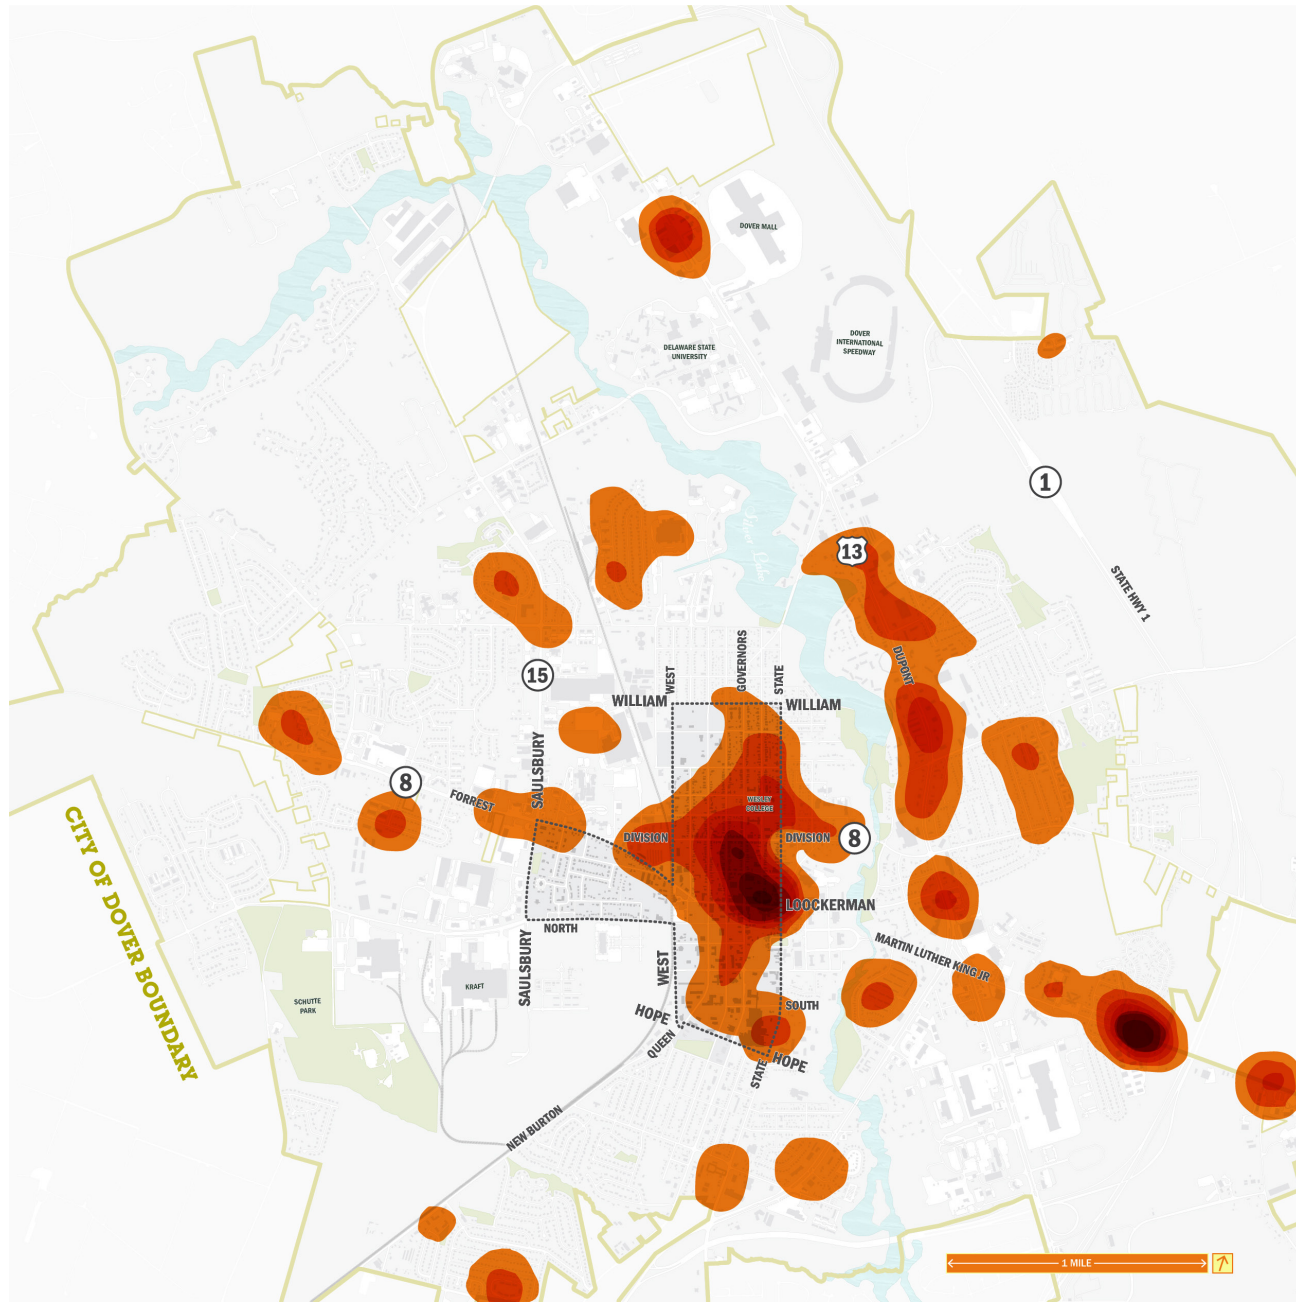 DOVER MALL
DELAWARE STATE
UNIVERSITY
DOVER
INTERNATIONAL
SPEEDWAY
1
13
Silver Lake
STATE HWY 1
15
WEST
GOVERNORS
STATE
DUPONT
WILLIAM
WILLIAM
SAULSBURY
8
FORREST
WESLEY
COLLEGE
DIVISION
DIVISION
8
CITY OF DOVER BOUNDARY
LOOCKERMAN
NORTH
MARTIN LUTHER KING JR
SAULSBURY
WEST
KRAFT
SCHUTTE
PARK
SOUTH
HOPE
QUEEN
HOPE
STATE
NEW BURTON
1 MILE